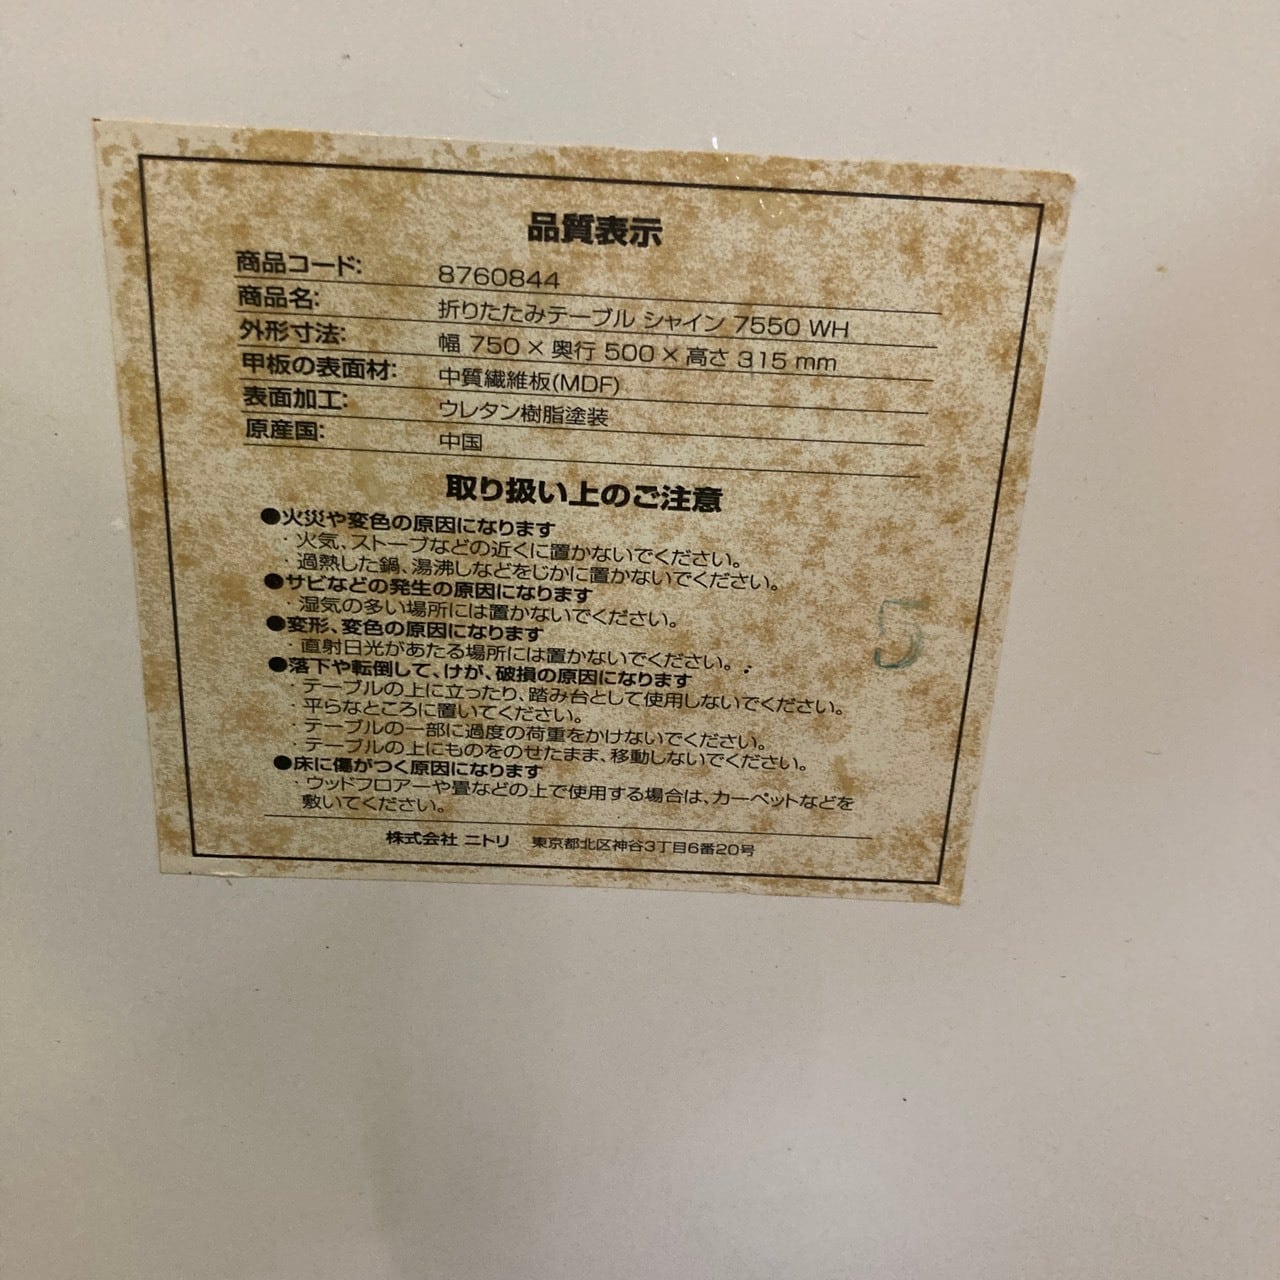 品質表示
商品コード: 8760844
商品名: 折りたたみテーブル シャイン 7550 WH
外形寸法: 幅 750 × 奥行 500 × 高さ 315 mm
甲板の表面材: 中質繊維板(MDF)
表面加工: ウレタン樹脂塗装
原産国: 中国
取り扱い上のご注意
●火災や変色の原因になります
・火気、ストーブなどの近くに置かないでください。
・過熱した鍋、湯沸しなどをじかに置かないでください。
●サビなどの発生の原因になります
・湿気の多い場所には置かないでください。
●変形、変色の原因になります
・直射日光があたる場所には置かないでください。
●落下や転倒して、けが、破損の原因になります
・テーブルの上に立ったり、踏み台として使用しないでください。
・平らなところに置いてください。
・テーブルの一部に過度の荷重をかけないでください。
・テーブルの上にものをのせたまま、移動しないでください。
●床に傷がつく原因になります
・ウッドフロアーや畳などの上で使用する場合は、カーペットなどを
敷いてください。
株式会社 ニトリ 東京都北区神谷3丁目6番20号
5